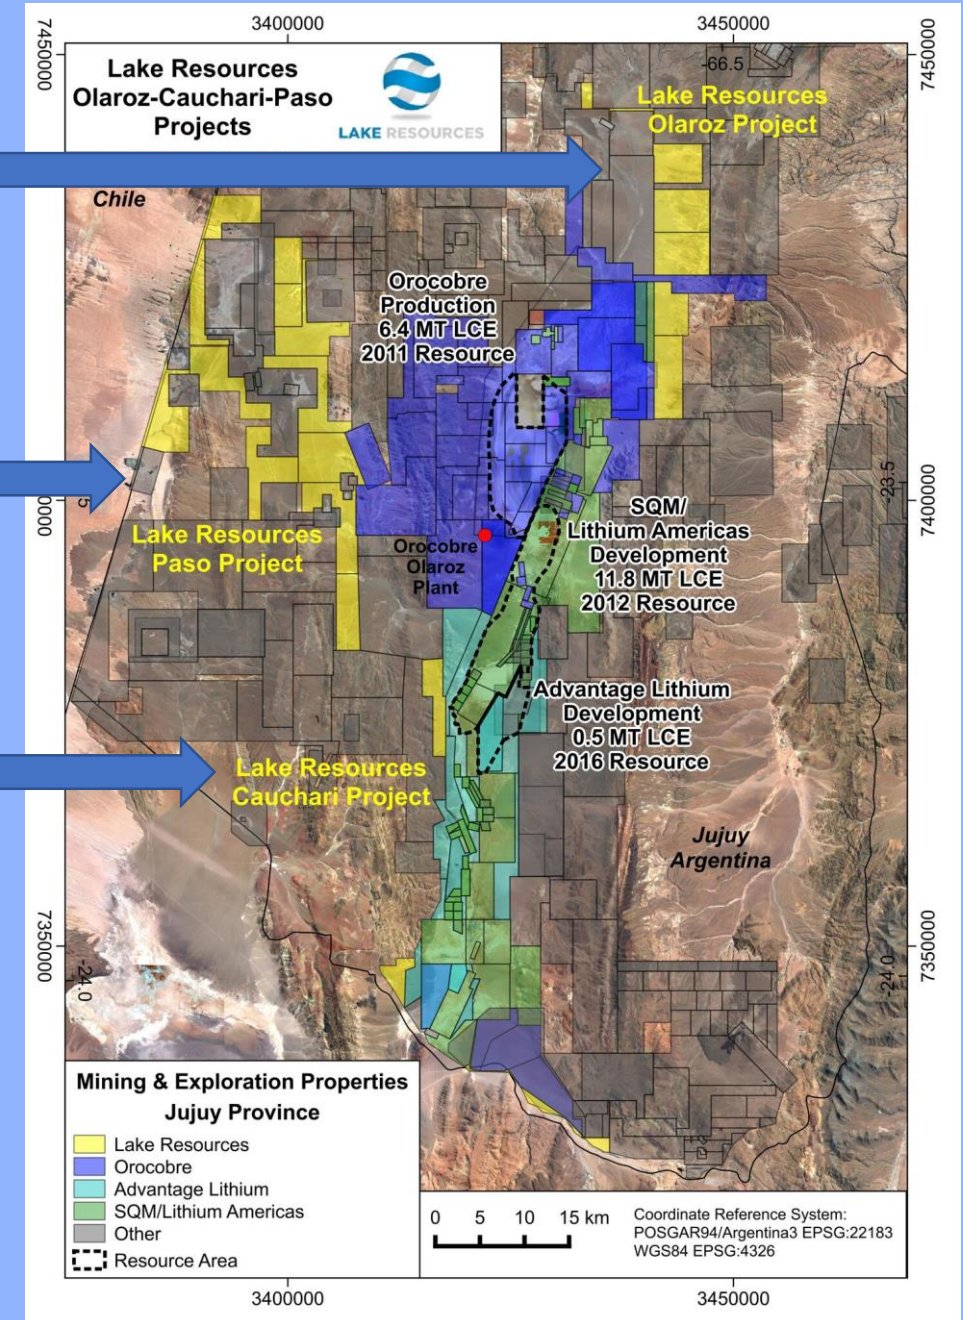 3400000
3450000
7450000
7450000
Lake Resources
Olaroz-Cauchari-Paso
Projects
LAKE RESOURCES
-66.5
Lake Resources
Olaroz Project
Chile
Orocobre
Production
6.4 MT LCE
2011 Resource
-23.5
7400000
5
00000
SQM/
Lithium Americas
Development
11.8 MT LCE
2012 Resource
Lake Resources
Paso Project
Orocobre
Olaroz
Plant
Advantage Lithium
Development
0.5 MT LCE
2016 Resource
Lake Resources
Cauchari Project
Jujuy
Argentina
7350000
7350000
-24.0
-24.0
Mining & Exploration Properties
Jujuy Province
Lake Resources
Orocobre
Advantage Lithium
SQM/Lithium Americas
Other
Resource Area
0 5 10 15 km
Coordinate Reference System:
POSGAR94/Argentina3 EPSG:22183
WGS84 EPSG:4326
3400000
3450000